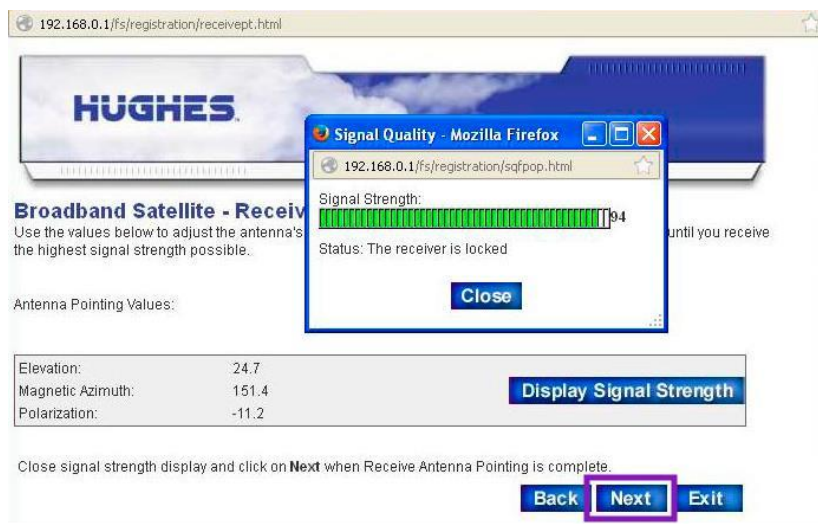 192.168.0.1/fs/registration/receivept.html
HUGHES
Signal Quality - Mozilla Firefox
192.168.0.1/fs/registration/sqfpop.html
Signal Strength:
94
Status: The receiver is locked
Close
Broadband Satellite - Receiv
Use the values below to adjust the antenna's until you receive
the highest signal strength possible.
Antenna Pointing Values:
Elevation: 24.7
Magnetic Azimuth: 151.4
Display Signal Strength
Polarization: -11.2
Close signal strength display and click on Next when Receive Antenna Pointing is complete.
Back Next Exit